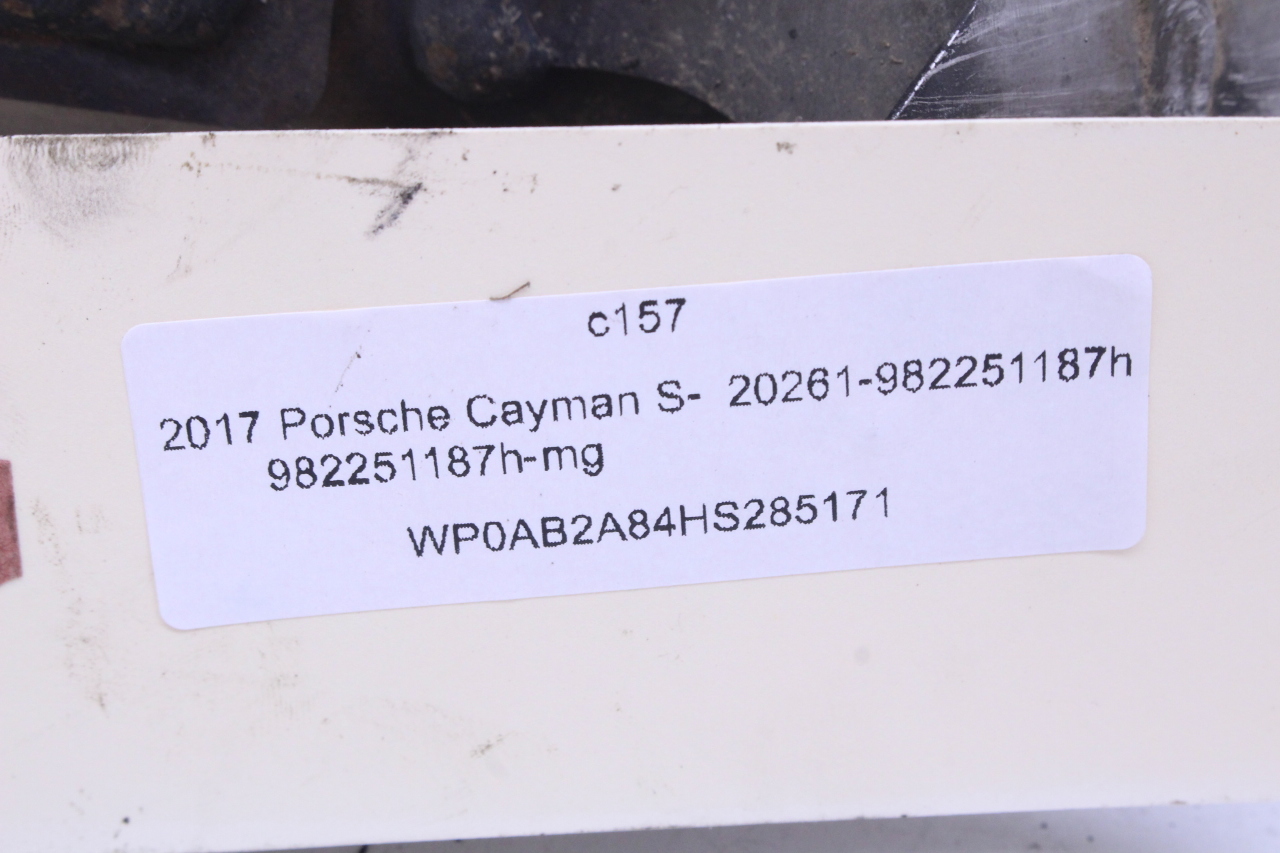 c157
2017 Porsche Cayman S- 20261-982251187h
982251187h-mg
WP0AB2A84HS285171